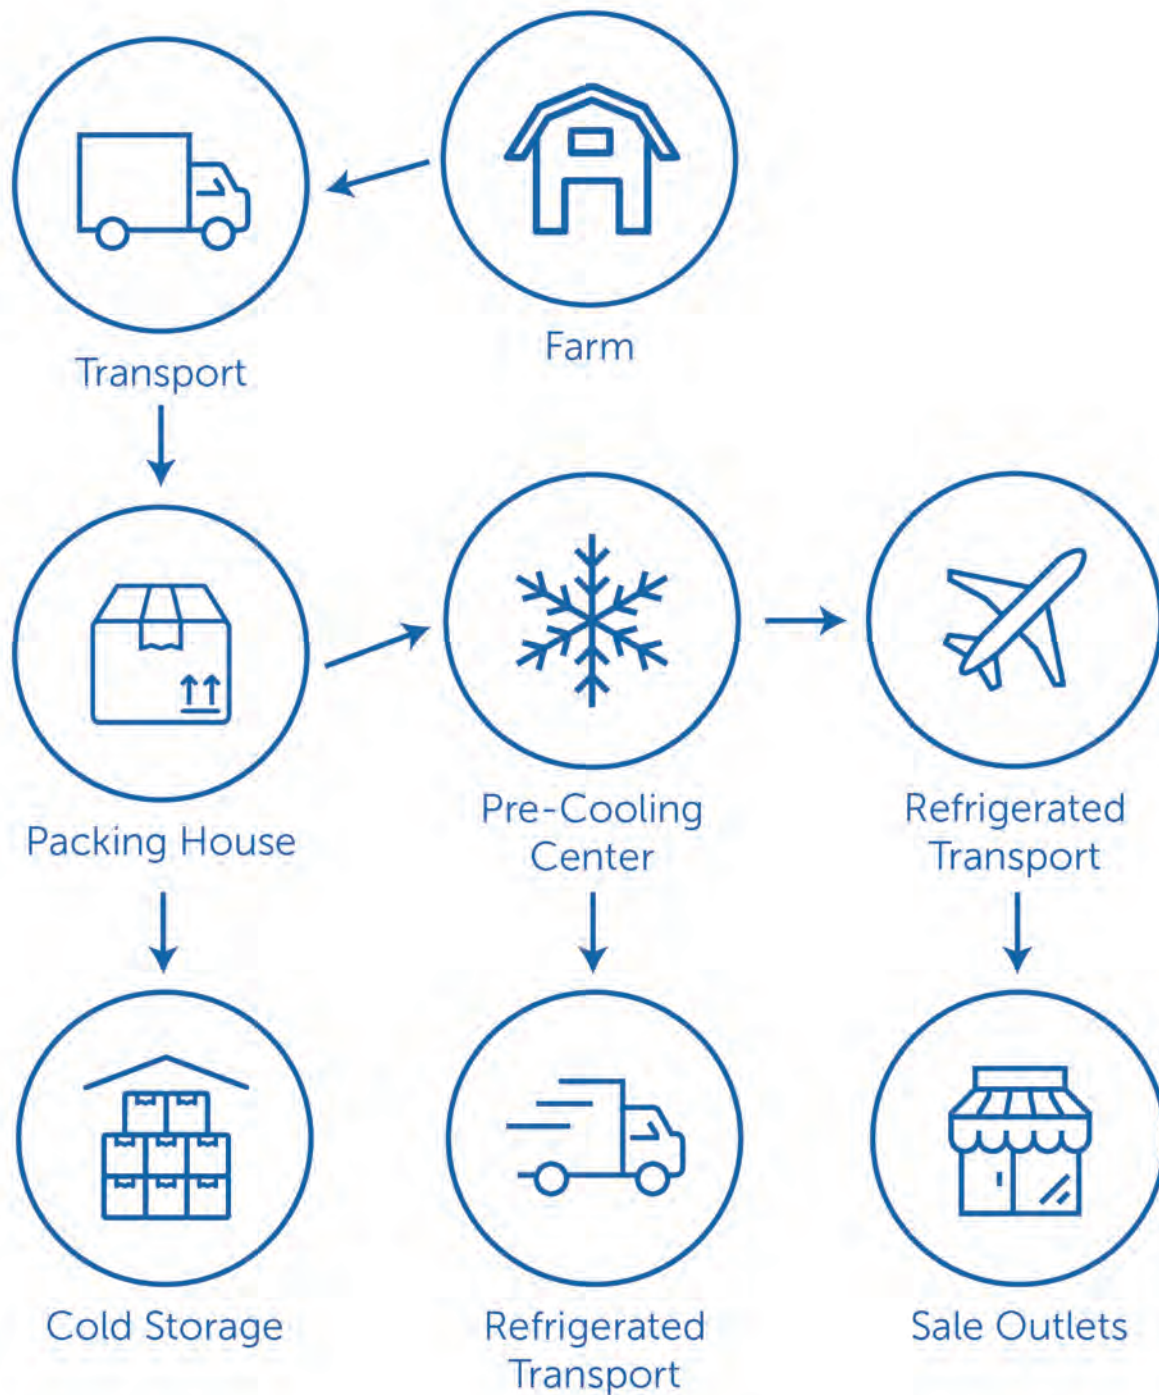 Farm
Transport
Packing House
Pre-Cooling
Center
Refrigerated
Transport
Cold Storage
Refrigerated
Transport
Sale Outlets